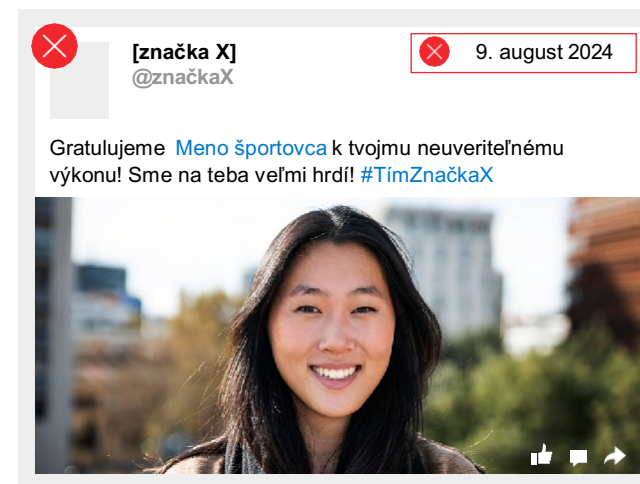 [značka X]
9. august 2024
@značkaX
Gratulujeme Meno športovca k tvojmu neuveriteľnému
výkonu! Sme na teba veľmi hrdí! #TímZnačkaX